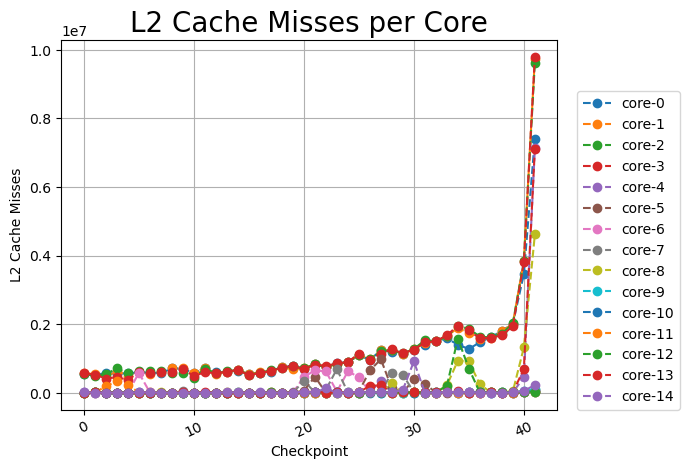 L2 Cache Misses per Core
1e7
1.0
0.8
0.6
0.4
0.2
0.0
L2 Cache Misses
0
10
20
30
40
Checkpoint
core-0
core-1
core-2
core-3
core-4
core-5
core-6
core-7
core-8
core-9
core-10
core-11
core-12
core-13
core-14